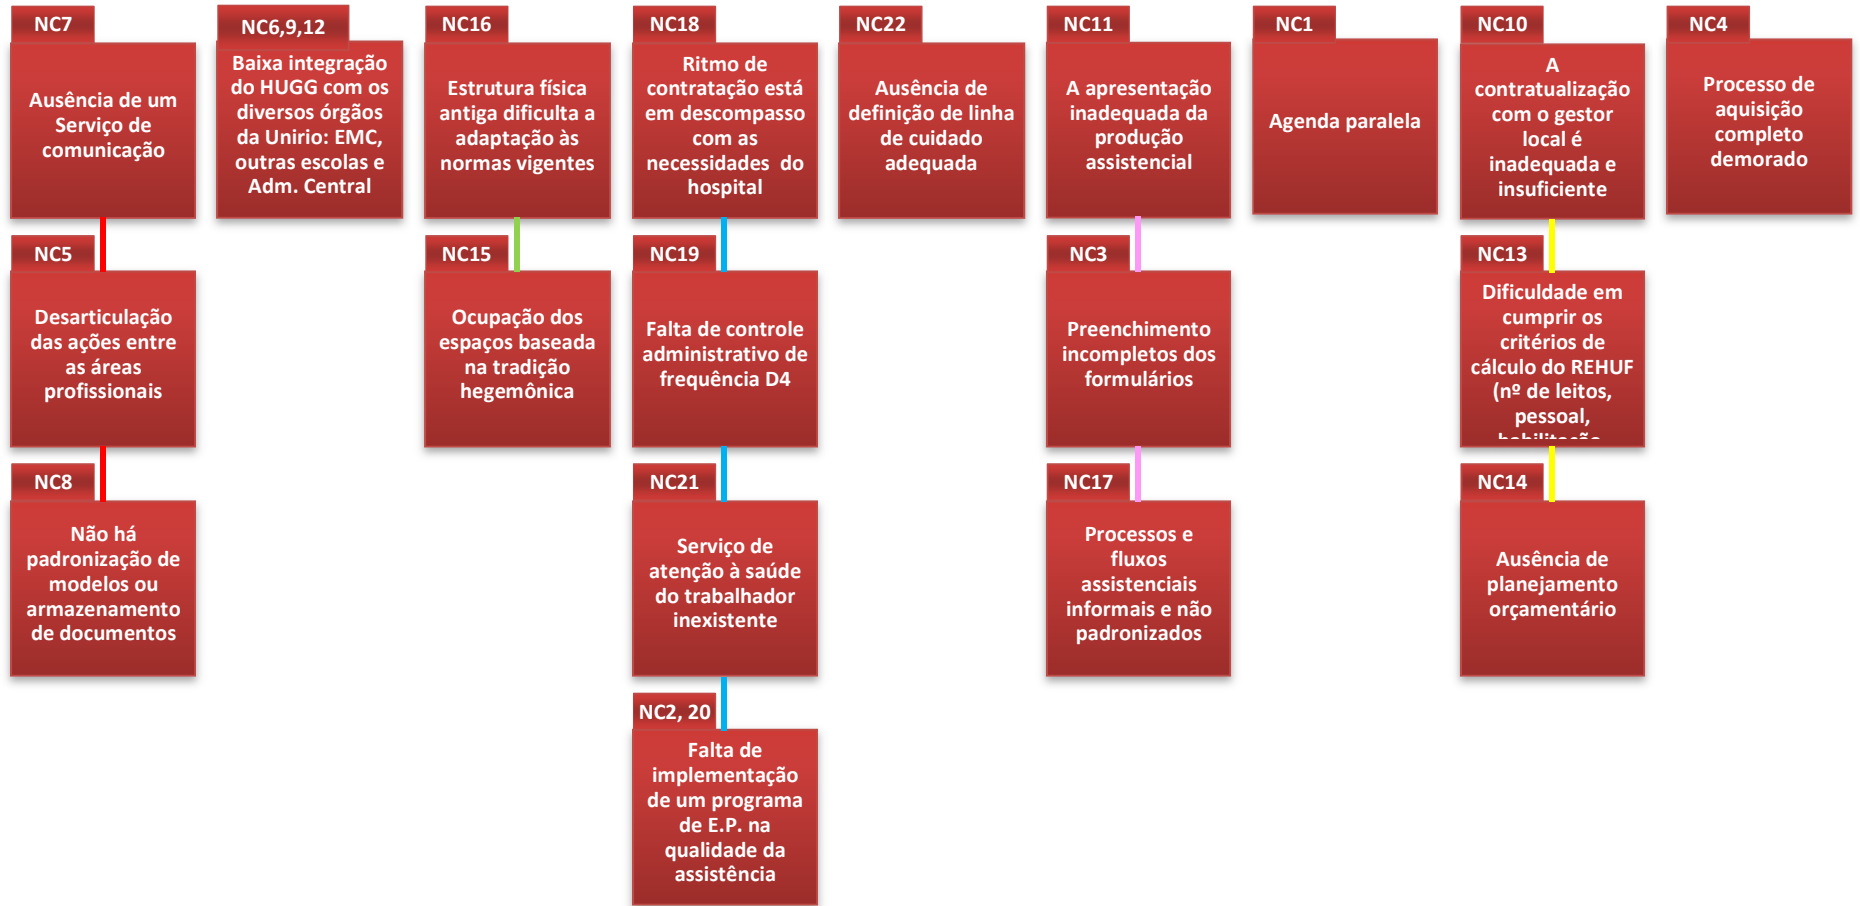 NC7
Ausência de um
Serviço de
comunicação
NC5
Desarticulação
das ações entre
as áreas
profissionais
NC8
Não há
padronização de
modelos ou
armazenamento
de documentos
NC6,9,12
Baixa integração
do HUGG com os
diversos órgãos
da Unirio: EMC,
outras escolas e
Adm. Central
NC16
Estrutura física
antiga dificulta a
adaptação às
normas vigentes
NC15
Ocupação dos
espaços baseada
na tradição
hegemônica
NC18
Ritmo de
contratação está
em descompasso
com as
necessidades do
hospital
NC19
Falta de controle
administrativo de
frequência D4
NC21
Serviço de
atenção à saúde
do trabalhador
inexistente
NC2, 20
Falta de
implementação
de um programa
de E.P. na
qualidade da
assistência
NC22
Ausência de
definição de linha
de cuidado
adequada
NC11
A apresentação
inadequada da
produção
assistencial
NC3
Preenchimento
incompletos dos
formulários
NC17
Processos e
fluxos
assistenciais
informais e não
padronizados
NC1
Agenda paralela
NC10
A
contratualização
com o gestor
local é
inadequada e
insuficiente
NC13
Dificuldade em
cumprir os
critérios de
cálculo do REHUF
(nº de leitos,
pessoal,
NC14
Ausência de
planejamento
orçamentário
NC4
Processo de
aquisição
completo
demorado